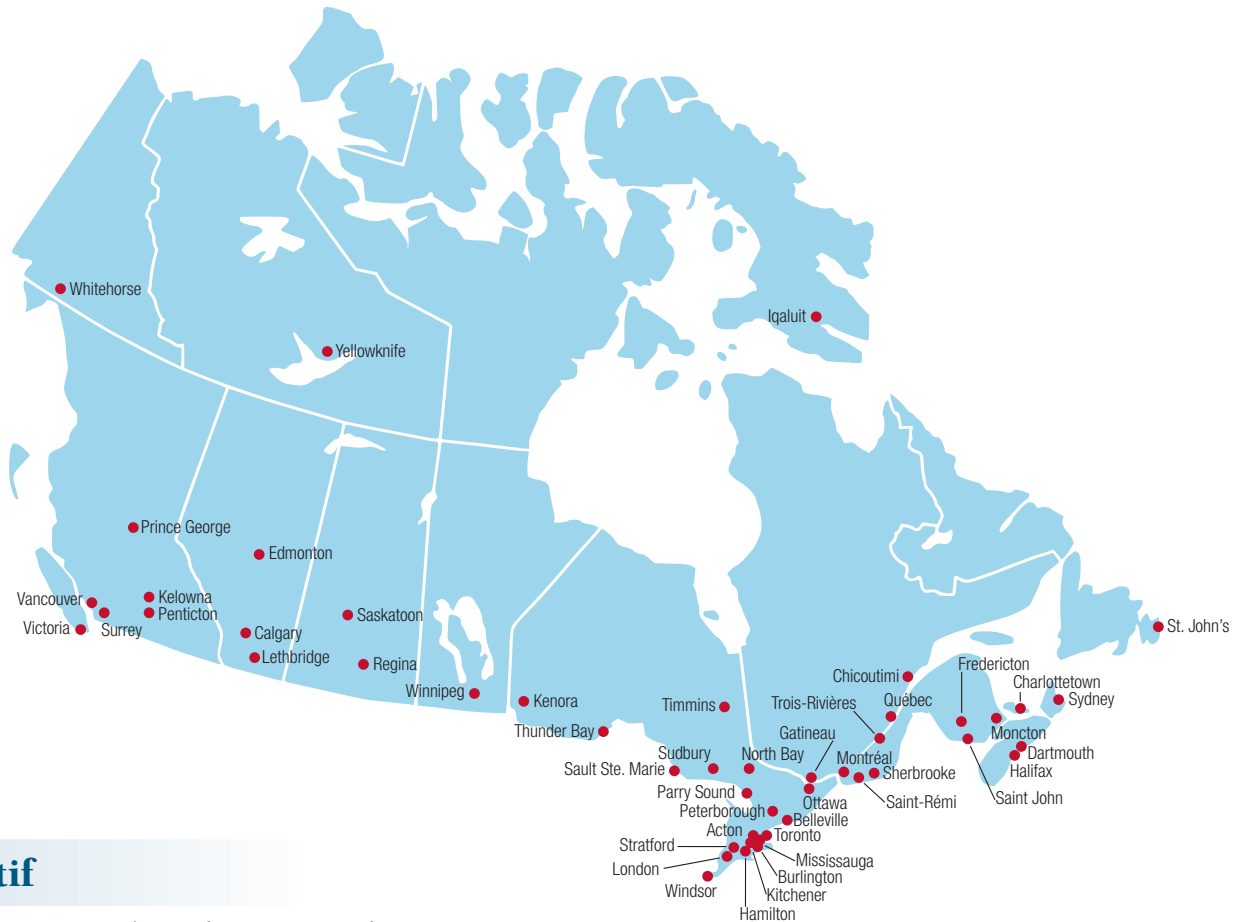 Whitehorse
Iqaluit
Yellowknife
Prince George
Edmonton
Vancouver
Kelowna
Penticton
Saskatoon
Victoria
Surrey
Calgary
Lethbridge
Regina
Winnipeg
Kenora
Thunder Bay
Timmins
Chicoutimi
Trois-Rivières
Québec
Gatineau
Fredericton
Charlottetown
Sydney
St. John's
Moncton
Dartmouth
Halifax
Saint John
Sudbury
North Bay
Montréal
Sault Ste. Marie
Sherbrooke
Saint-Rémi
Parry Sound
Ottawa
Peterborough
Belleville
Acton
Toronto
Stratford
Mississauga
London
Burlington
Windsor
Kitchener
Hamilton
tif